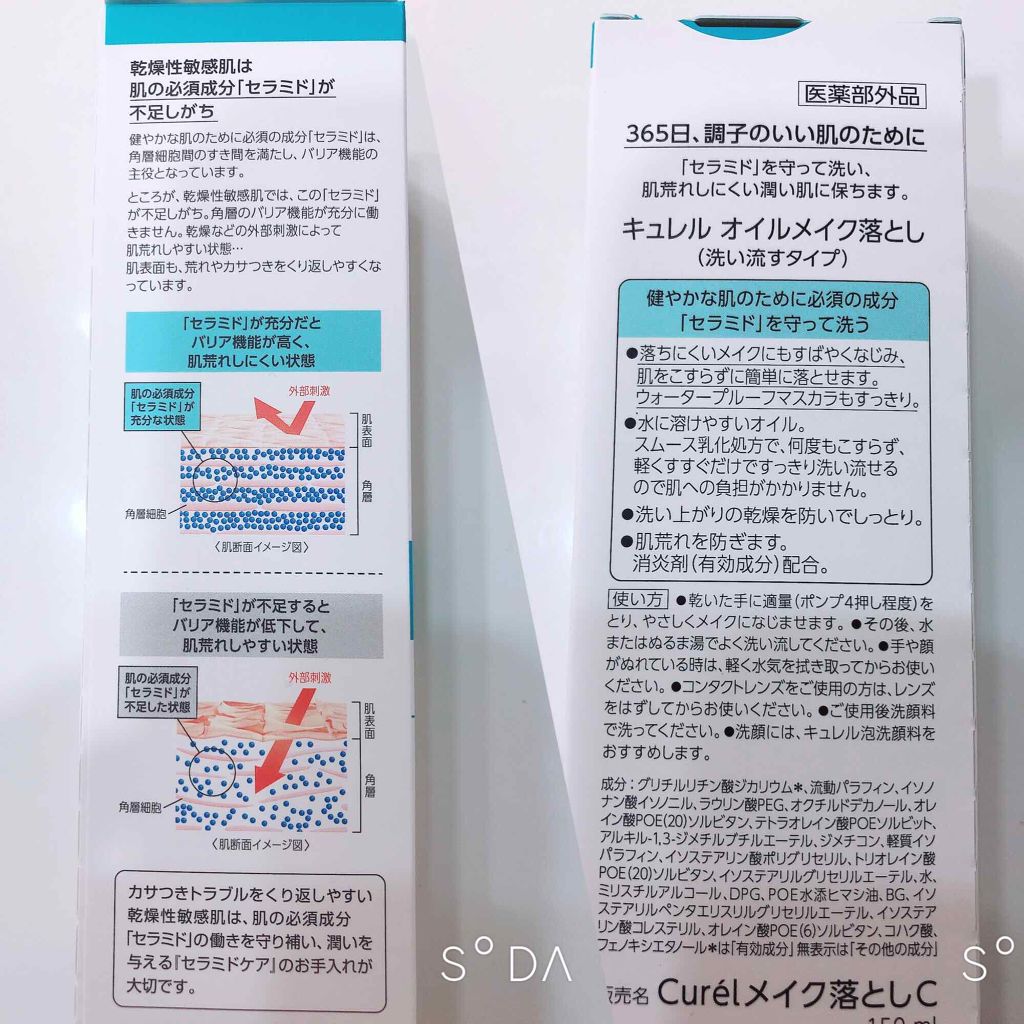 乾燥性敏感肌は
肌の必須成分「セラミド」が
不足しがち
健やかな肌のために必須の成分「セラミド」は、
角層細胞間のすき間を満たし、バリア機能の
主役となっています。
ところが、乾燥性敏感肌では、この「セラミド」
が不足しがち。角層のバリア機能が充分に働
きません。乾燥などの外部刺激によって
肌荒れしやすい状態…
肌表面も、荒れやカサつきをくり返しやすくな
っています。
「セラミド」が充分だと
バリア機能が高く、
肌荒れしにくい状態
肌の必須成分
「セラミド」が
充分な状態
外部刺激
肌表面
角層
角層細胞
〈肌断面イメージ図〉
「セラミド」が不足すると
バリア機能が低下して、
肌荒れしやすい状態
肌の必須成分
「セラミド」が
不足した状態
外部刺激
肌表面
角層
角層細胞
〈肌断面イメージ図〉
カサつきトラブルをくり返しやすい
乾燥性敏感肌は、肌の必須成分
「セラミド」の働きを守り補い、潤いを
与える『セラミドケア』のお手入れが
大切です。
医薬部外品
365日、調子のいい肌のために
「セラミド」を守って洗い、
肌荒れしにくい潤い肌に保ちます。
キュレル オイルメイク落とし
(洗い流すタイプ)
健やかな肌のために必須の成分
「セラミド」を守って洗う
●落ちにくいメイクにもすばやくなじみ、
肌をこすらずに簡単に落とせます。
ウォータープルーフマスカラもすっきり。
●水に溶けやすいオイル。
スムース乳化処方で、何度もこすらず、
軽くすすぐだけですっきり洗い流せる
ので肌への負担がかかりません。
●洗い上がりの乾燥を防いでしっとり。
●肌荒れを防ぎます。
消炎剤(有効成分)配合。
使い方 ●乾いた手に適量(ポンプ4押し程度)を
とり、やさしくメイクになじませます。●その後、水
またはぬるま湯でよく洗い流してください。●手や顔
がぬれている時は、軽く水気を拭き取ってからお使い
ください。●コンタクトレンズをご使用の方は、レンズ
をはずしてからお使いください。●ご使用後洗顔料
で洗ってください。●洗顔には、キュレル泡洗顔料を
おすすめします。
成分:グリチルリチン酸ジカリウム*、流動パラフィン、イソノ
ナン酸イソノニル、ラウリン酸PEG、オクチルドデカノール、オレ
イン酸POE(20)ソルビタン、テトラオレイン酸POEソルビット、
アルキル-1,3-ジメチルブチルエーテル、ジメチコン、軽質イソ
パラフィン、イソステアリン酸ポリグリセリル、トリオレイン酸
POE(20)ソルビタン、イソステアリルグリセリルエーテル、水、
ミリスチルアルコール、DPG、POE水添ヒマシ油、BG、イソ
ステアリルペンタエリスリルグリセリルエーテル、イソステア
リン酸コレステリル、オレイン酸POE(6)ソルビタン、コハク酸、
フェノキシエタノール *は「有効成分」 無表示は「その他の成分」
販売名 Curélメイク落としC
150 ml
SODA
S